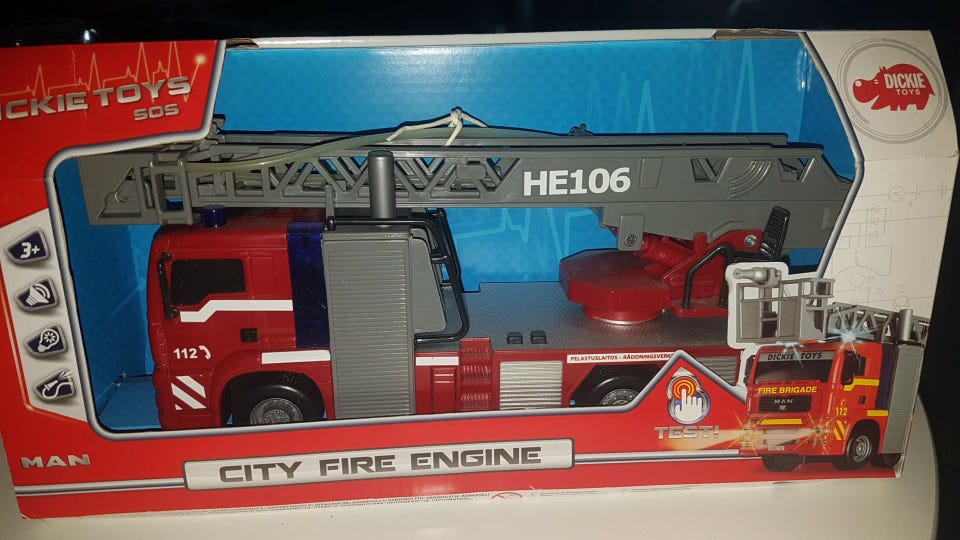 DICKIE TOYS
SOS
DICKIE
TOYS
HE106
3+
112
PELASTUSLAITOS - RÄDDNINGSVERK
DICKIE TOYS
FIRE BRIGADE
MAN
112
TEST!
MAN
CITY FIRE ENGINE